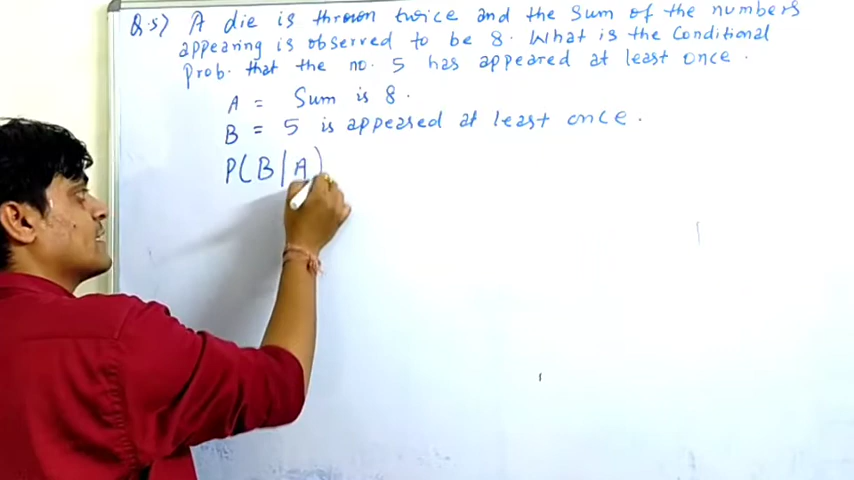 Q.5) A die is thrown twice and the sum of the numbers
appearing is observed to be 8. What is the conditional
prob. that the no. 5 has appeared at least once.
A = Sum is 8.
B = 5 is appeared at least once.
P(B|A)